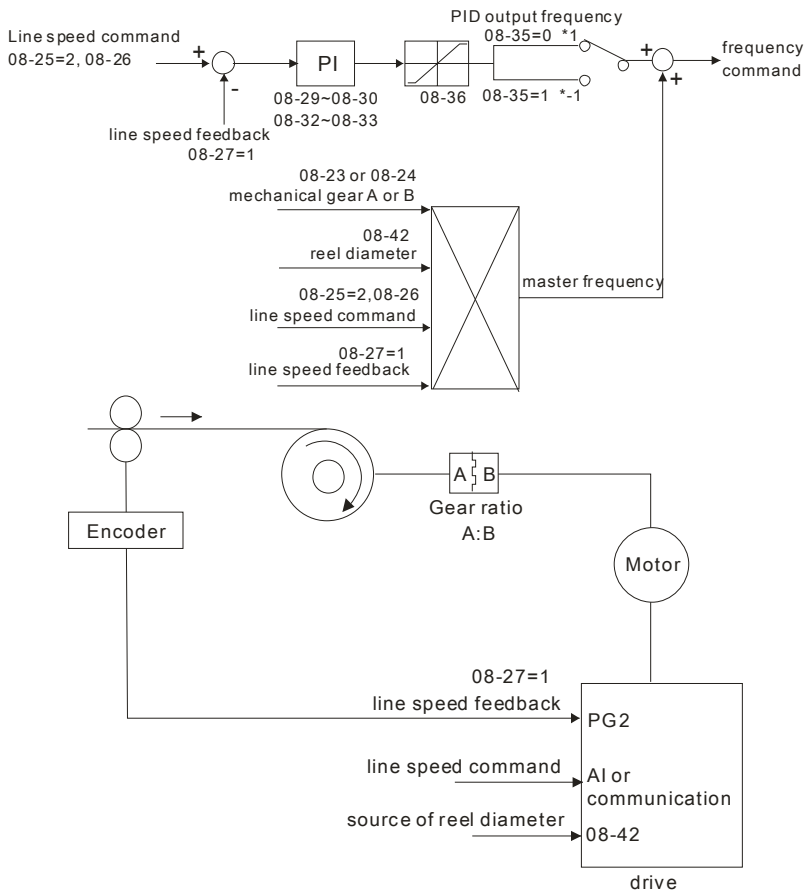 Line speed command
08-25=2, 08-26
+
-
line speed feedback
08-27=1
PI
08-29~08-30
08-32~08-33
08-36
PID output frequency
08-35=0 *1
08-35=1 *-1
+
+
frequency
command
08-23 or 08-24
mechanical gear A or B
08-42
reel diameter
08-25=2,08-26
line speed command
08-27=1
line speed feedback
master frequency
Encoder
A B
Gear ratio
A:B
Motor
08-27=1
line speed feedback
PG2
line speed command
AI or
communication
source of reel diameter
08-42
drive